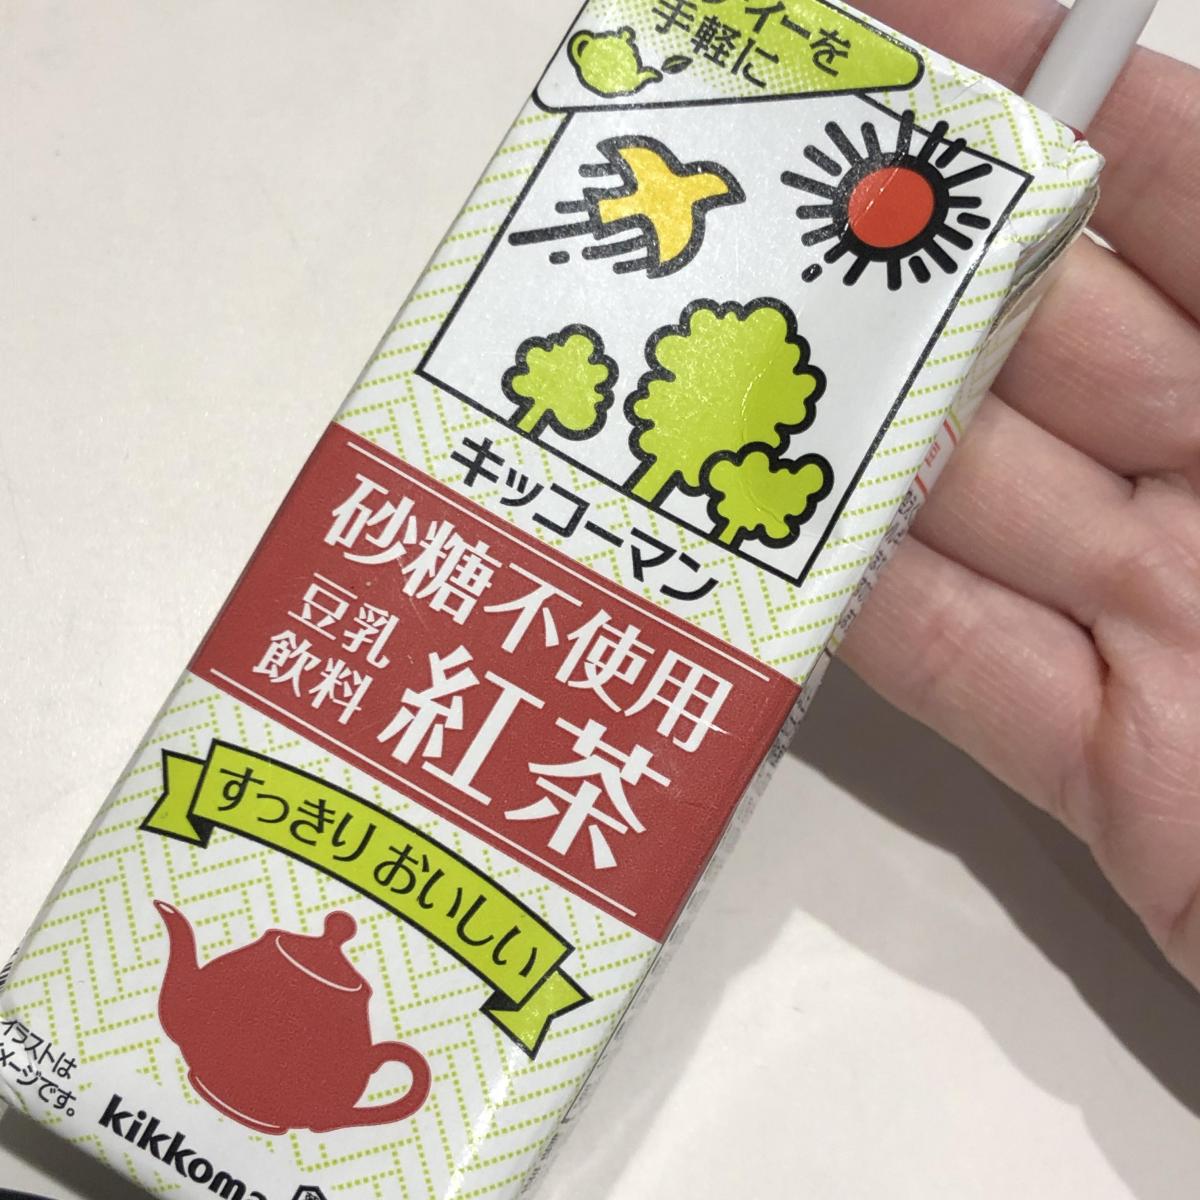 ィーを
手軽に
キッコーマン
砂糖不使用
豆乳
飲料
紅茶
すっきり おいしい
イラストは
メージです。
kikkoma